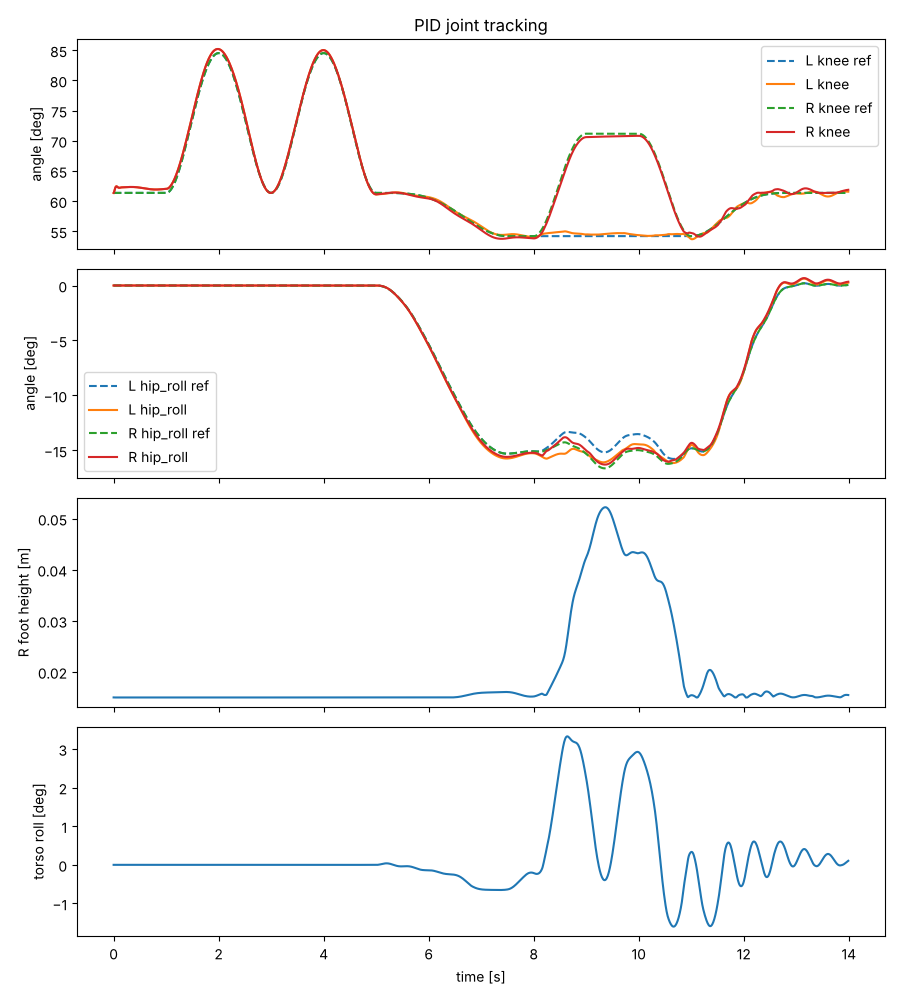 PID joint tracking
85
80
75
70
65
60
55
angle [deg]
L knee ref
L knee
R knee ref
R knee
0
−5
−10
−15
angle [deg]
L hip_roll ref
L hip_roll
R hip_roll ref
R hip_roll
0.05
0.04
0.03
0.02
R foot height [m]
3
2
1
0
−1
torso roll [deg]
0 2 4 6 8 10 12 14
time [s]